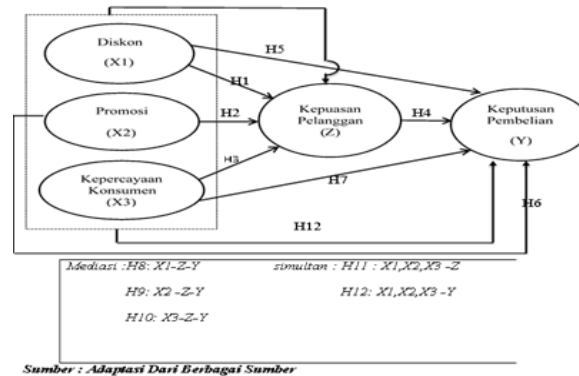 Diskon
(X1)
H5
H1
Promosi
(X2)
H2
Kepuasan
Pelanggan
(Z)
H4
Keputusan
Pembelian
(Y)
H3
Kepercayaan
Konsumen
(X3)
H7
H6
H12
Mediasi :H8: X1-Z-Y
simultan : H11 : X1,X2,X3 -Z
H9: X2 -Z-Y
H12: X1,X2,X3 -Y
H10: X3-Z-Y
Sumber : Adaptasi Dari Berbagai Sumber